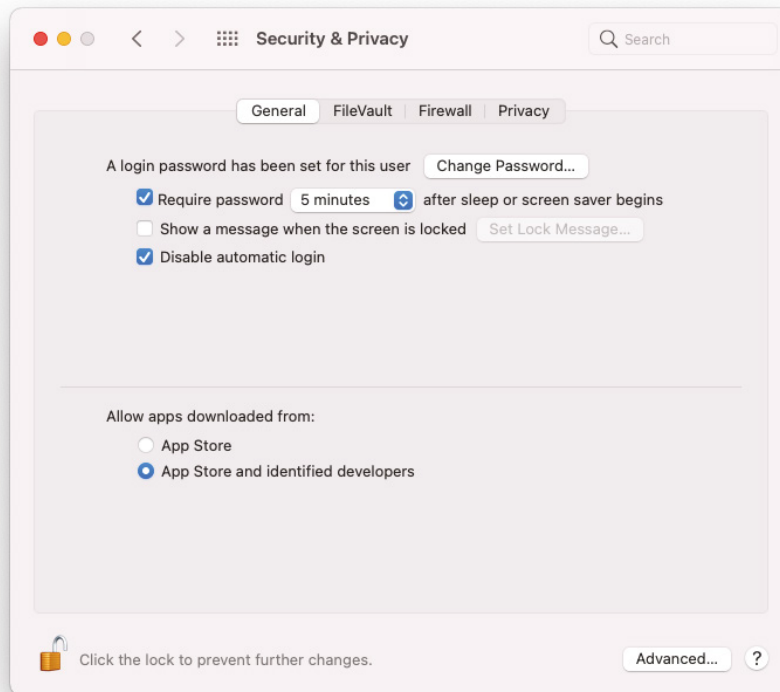 Security & Privacy
Search
General FileVault Firewall Privacy
A login password has been set for this user Change Password...
Require password 5 minutes after sleep or screen saver begins
Show a message when the screen is locked Set Lock Message...
Disable automatic login
Allow apps downloaded from:
App Store
App Store and identified developers
Click the lock to prevent further changes.
Advanced... ?